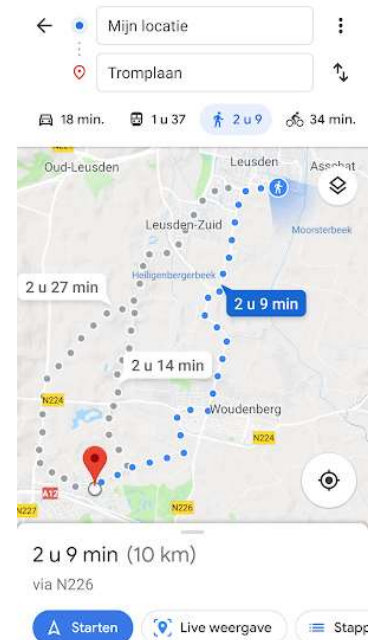 Mijn locatie
Tromplaan
18 min.
1 u 37
2 u 9
34 min.
Oud-Leusden
Leusden
Asschat
Leusden-Zuid
Moorsterbeek
Heiligenbergerbeek
2 u 27 min
2 u 9 min
2 u 14 min
N224
Woudenberg
N224
A12
N227
N226
2 u 9 min (10 km)
via N226
Starten
Live weergave
Stapp